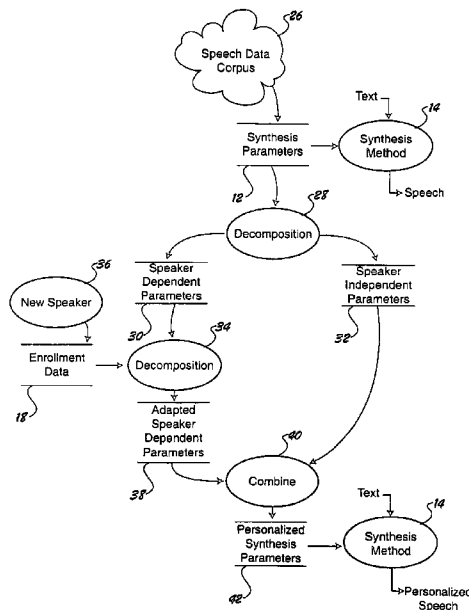 26
Speech Data
Corpus
Text
14
Synthesis
Parameters
Synthesis
Method
12
Speech
28
Decomposition
36
New Speaker
Speaker
Dependent
Parameters
30
Speaker
Independent
Parameters
32
34
Enrollment
Data
18
Decomposition
Adapted
Speaker
Dependent
Parameters
38
40
Combine
Text
14
Personalized
Synthesis
Parameters
42
Synthesis
Method
Personalized
Speech